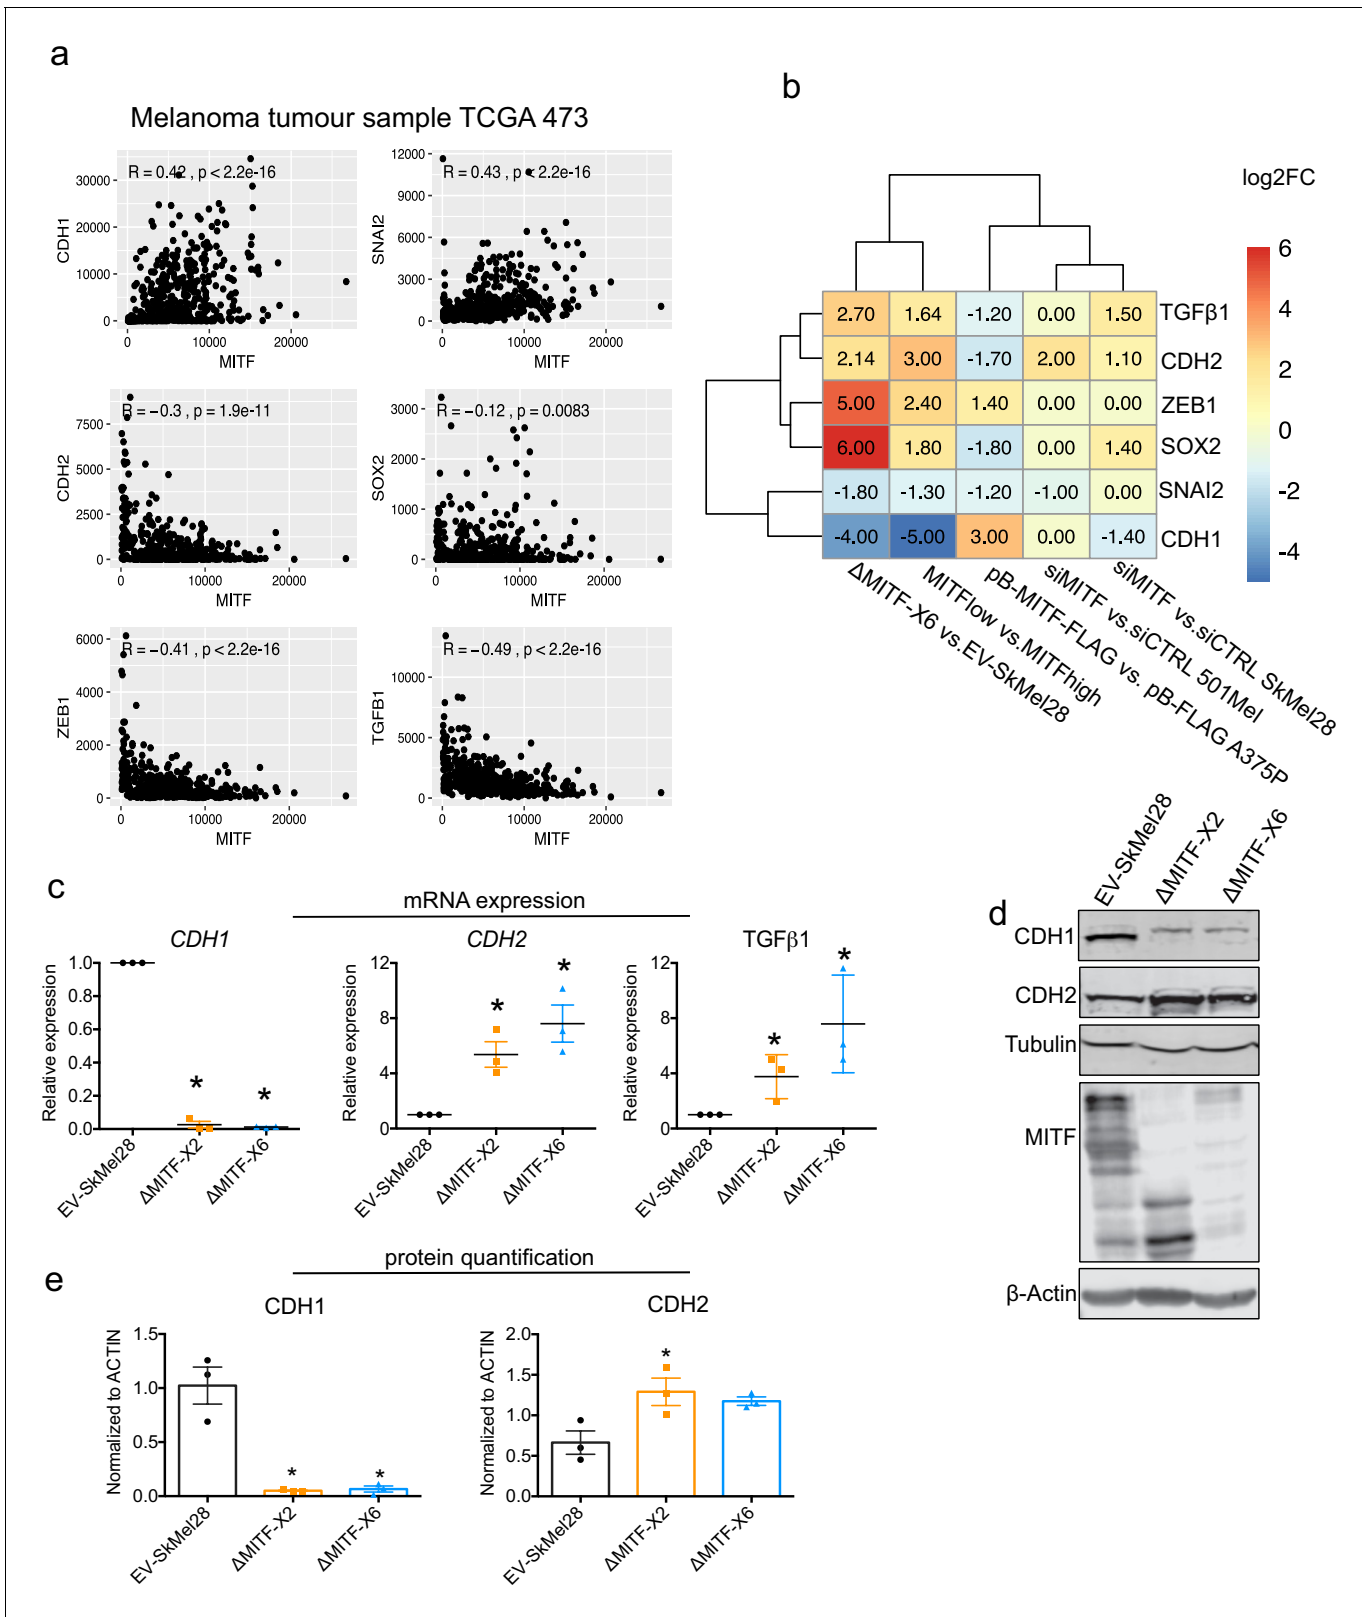 a
Melanoma tumour sample TCGA 473
R = 0.42 , p < 2.2e-16
CDH1
30000
20000
10000
0
0 10000 20000
MITF
R = 0.43 , p < 2.2e-16
SNAI2
12000
9000
6000
3000
0
0 10000 20000
MITF
R = −0.3 , p = 1.9e-11
CDH2
7500
5000
2500
0
0 10000 20000
MITF
R = −0.12 , p = 0.0083
SOX2
3000
2000
1000
0
0 10000 20000
MITF
R = −0.41 , p < 2.2e-16
ZEB1
6000
4000
2000
0
0 10000 20000
MITF
R = −0.49 , p < 2.2e-16
TGFB1
10000
5000
0
0 10000 20000
MITF
b
log2FC
6
4
2
0
-2
-4
2.70 1.64 -1.20 0.00 1.50 TGFβ1
2.14 3.00 -1.70 2.00 1.10 CDH2
5.00 2.40 1.40 0.00 0.00 ZEB1
6.00 1.80 -1.80 0.00 1.40 SOX2
-1.80 -1.30 -1.20 -1.00 0.00 SNAI2
-4.00 -5.00 3.00 0.00 -1.40 CDH1
ΔMITF-X6 vs.EV-SkMel28
MITFlow vs.MITFhigh
pB-MITF-FLAG vs. pB-FLAG A375P
siMITF vs.siCTRL 501Mel
siMITF vs.siCTRL SkMel28
c
mRNA expression
CDH1
Relative expression
1.0
0.8
0.6
0.4
0.2
0.0
* *
EV-SkMel28 ΔMITF-X2 ΔMITF-X6
CDH2
Relative expression
12
8
4
0
* *
EV-SkMel28 ΔMITF-X2 ΔMITF-X6
TGFβ1
Relative expression
12
8
4
0
* *
EV-SkMel28 ΔMITF-X2 ΔMITF-X6
d
EV-SkMel28 ΔMITF-X2 ΔMITF-X6
CDH1
CDH2
Tubulin
MITF
β-Actin
e
protein quantification
CDH1
Normalized to ACTIN
1.5
1.0
0.5
0.0
* *
EV-SkMel28 ΔMITF-X2 ΔMITF-X6
CDH2
Normalized to ACTIN
2.0
1.5
1.0
0.5
0.0
*
EV-SkMel28 ΔMITF-X2 ΔMITF-X6